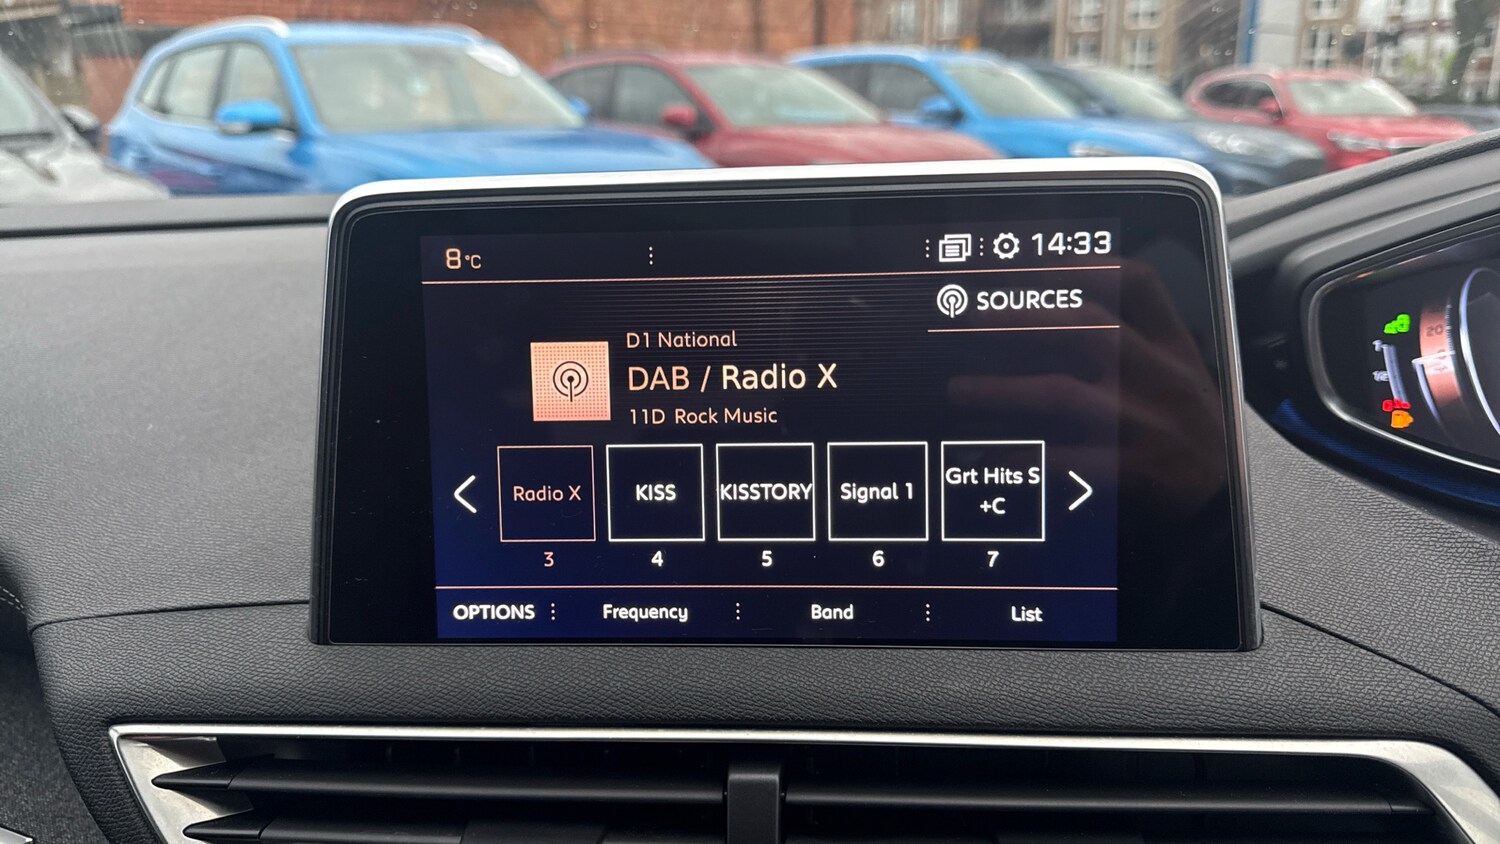 8°C
14:33
SOURCES
D1 National
DAB / Radio X
11D Rock Music
Radio X
KISS
KISSTORY
Signal 1
Grt Hits S
+C
3
4
5
6
7
OPTIONS
Frequency
Band
List
20